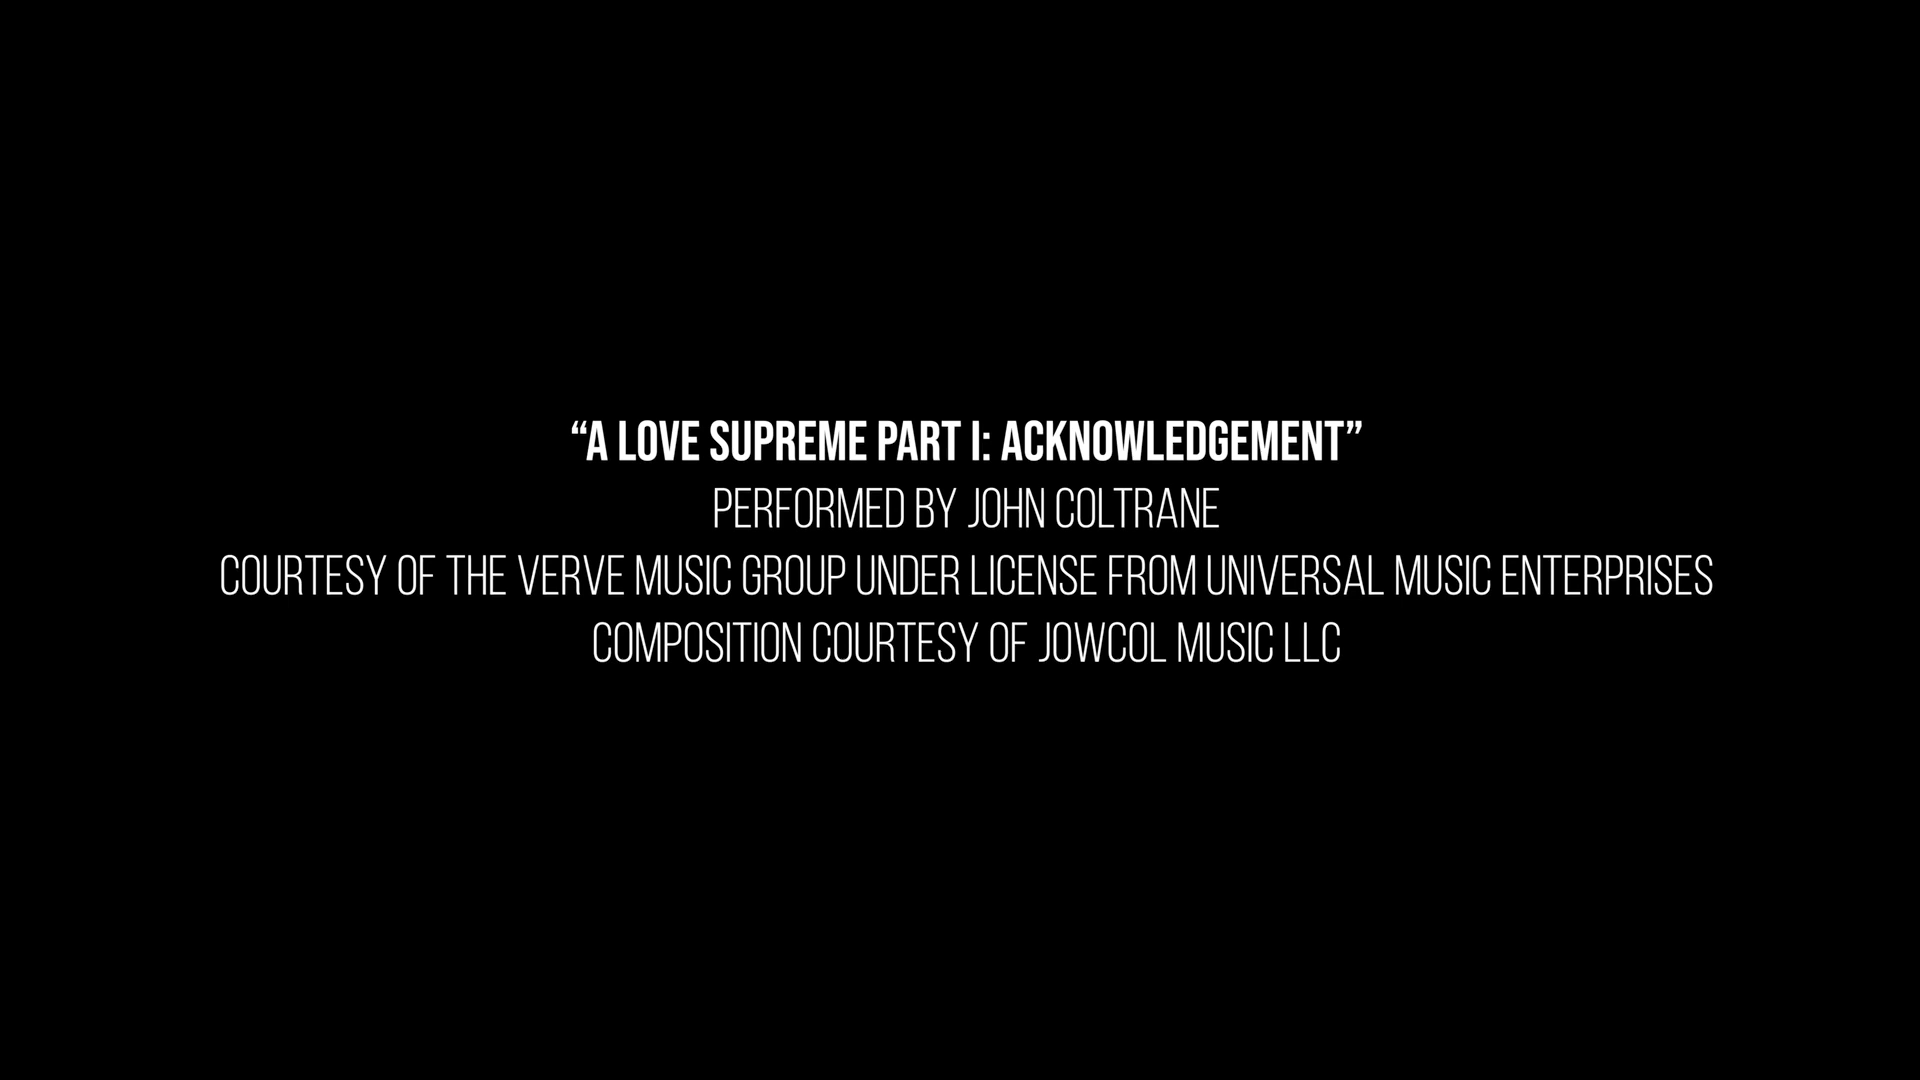 “A LOVE SUPREME PART I: ACKNOWLEDGEMENT”
PERFORMED BY JOHN COLTRANE
COURTESY OF THE VERVE MUSIC GROUP UNDER LICENSE FROM UNIVERSAL MUSIC ENTERPRISES
COMPOSITION COURTESY OF JOWCOL MUSIC LLC